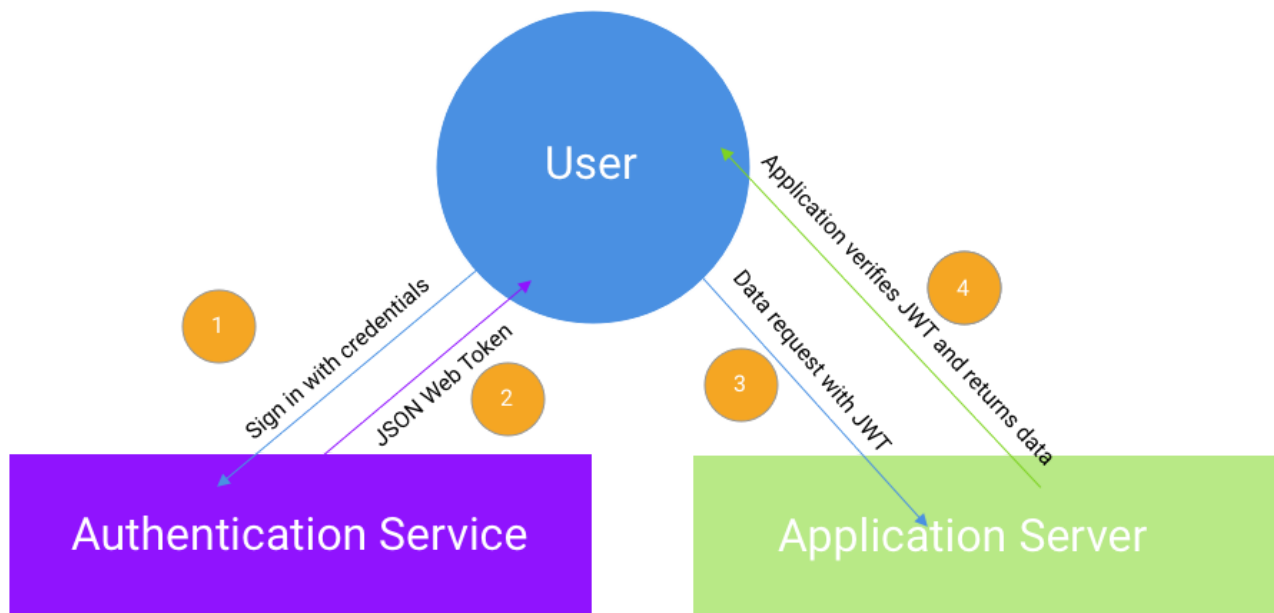 User
1
Sign in with credentials
JSON Web Token
2
3
Data request with JWT
Application verifies JWT and returns data
4
Authentication Service
Application Server